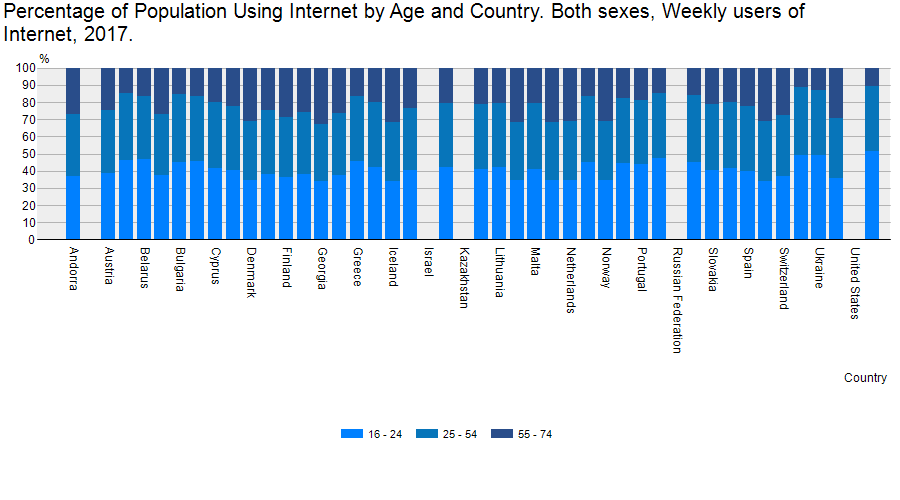 Percentage of Population Using Internet by Age and Country. Both sexes, Weekly users of
Internet, 2017.
%
100
90
80
70
60
50
40
30
20
10
0
Andorra
Austria
Belarus
Bulgaria
Cyprus
Denmark
Finland
Georgia
Greece
Iceland
Israel
Kazakhstan
Lithuania
Malta
Netherlands
Norway
Portugal
Russian Federation
Slovakia
Spain
Switzerland
Ukraine
United States
Country
16 - 24 25 - 54 55 - 74